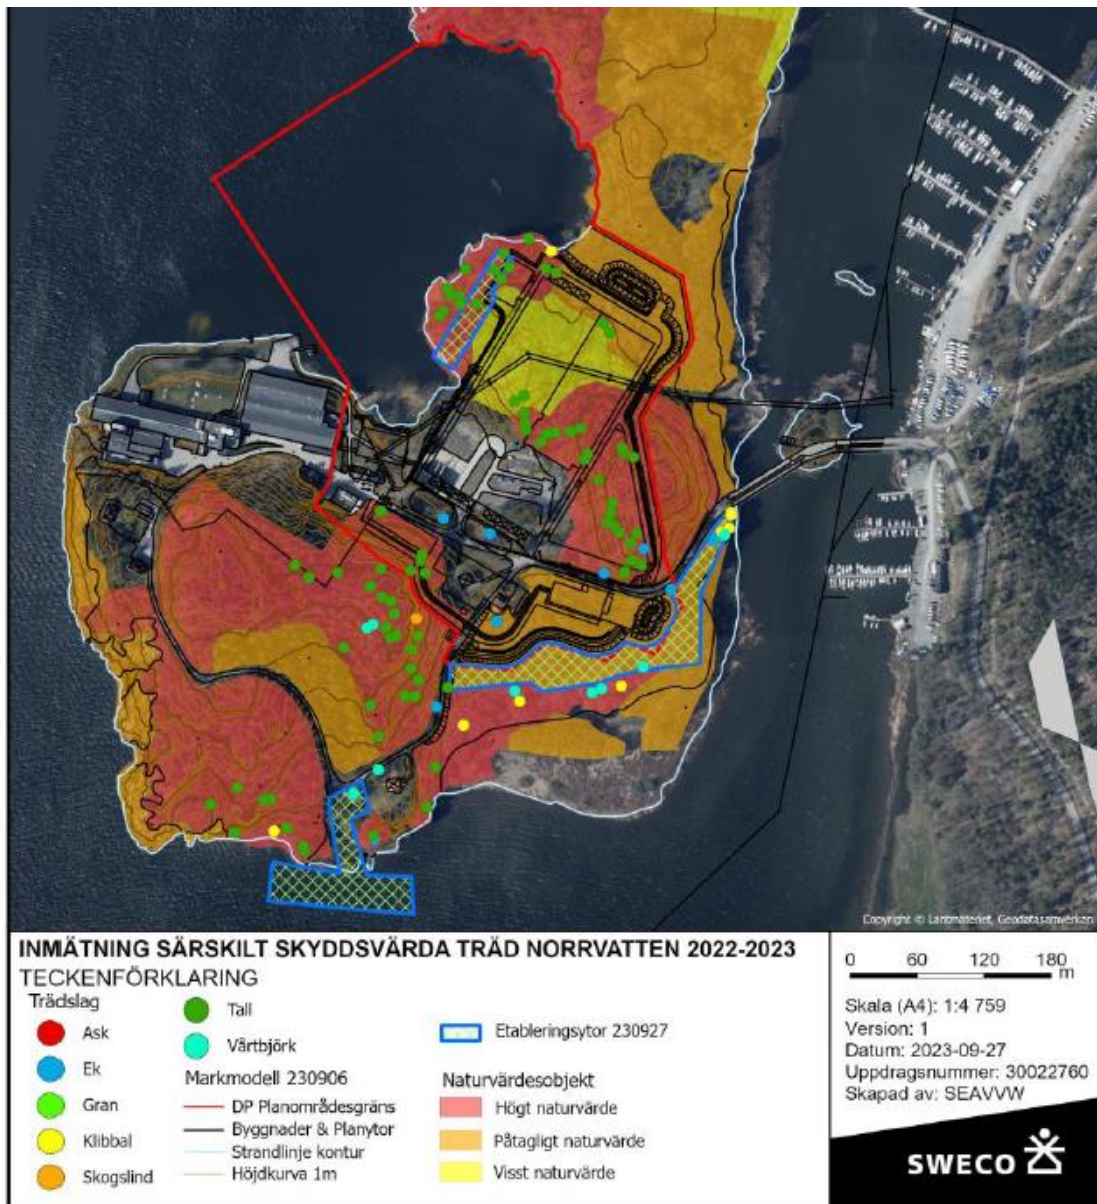 Copyright © Lantmäteriet, Geodatasamverkan
INMÄTNING SÄRSKILT SKYDDSVÄRDA TRÄD NORRVATTEN 2022-2023
TECKENFÖRKLARING
Trädslag
Ask
Ek
Gran
Klibbal
Skogslind
Tall
Vårtbjörk
Markmodell 230906
DP Planområdesgräns
Byggnader & Planytor
Strandlinje kontur
Höjdkurva 1m
Etableringsytor 230927
Naturvärdesobjekt
Högt naturvärde
Påtagligt naturvärde
Visst naturvärde
0 60 120 180
m
Skala (A4): 1:4 759
Version: 1
Datum: 2023-09-27
Uppdragsnummer: 30022760
Skapad av: SEAVVW
SWECO